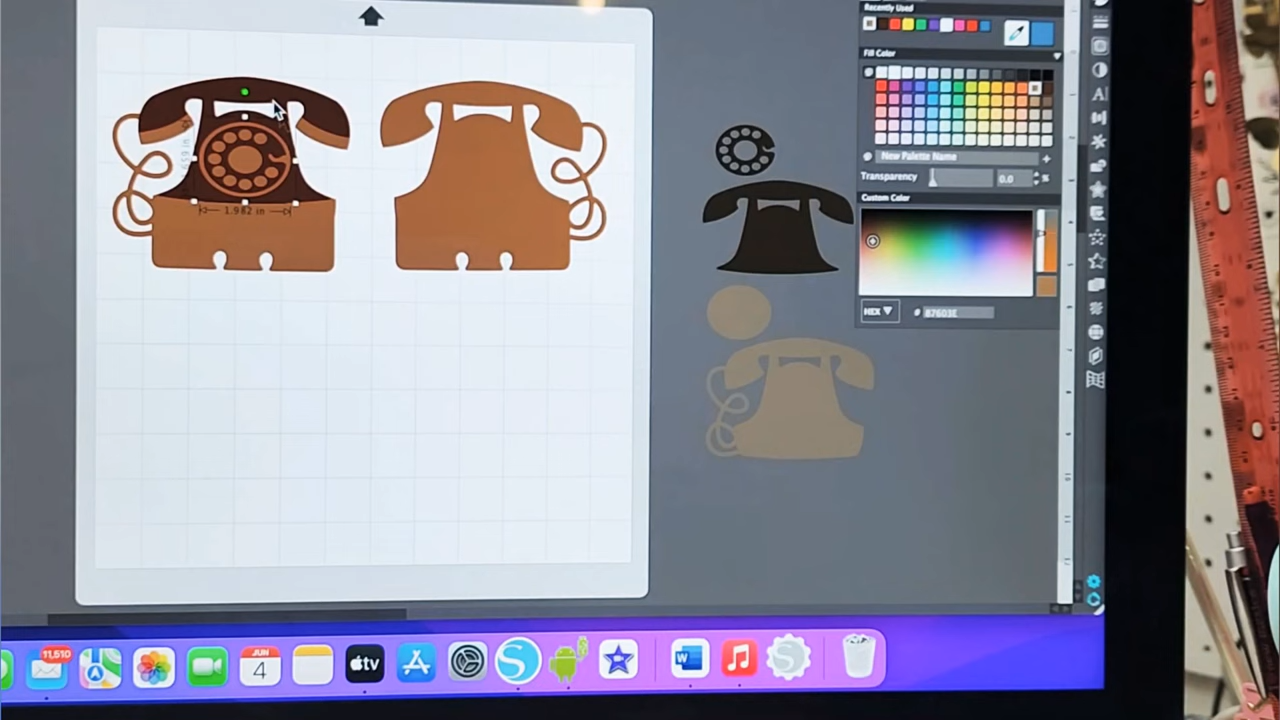 Recently Used
Fill Color
New Palette Name
Transparency
0.0
%
Custom Color
HEX
#
87603E
1.982 in
11,510
JUN
4
tv
W